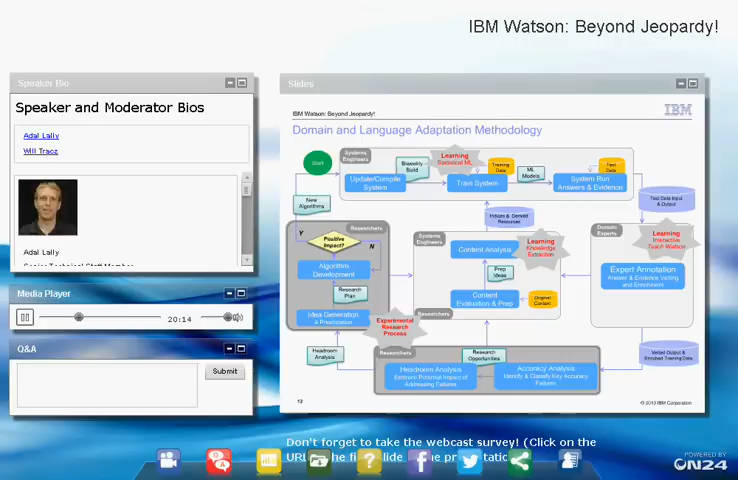 IBM Watson: Beyond Jeopardy!
Speaker Bio
Speaker and Moderator Bios
Adal Lally
Will Tracz
Adal Lally
Senior Technical Staff Member
Media Player
20:14
Q&A
Submit
Slides
IBM Watson: Beyond Jeopardy!
IBM
Domain and Language Adaptation Methodology
Start
Systems
Engineers
Biweekly
Build
Learning
Statistical ML
Training
Data
ML
Models
Test
Data
Update/Compile
System
Train System
System Run
Answers & Evidence
New
Algorithms
Indices & Derived
Resources
Test Data Input
& Output
Researchers
Y
Positive
Impact?
N
Algorithm
Development
Research
Plan
Idea Generation
& Prioritization
Systems
Engineers
Content Analysis
Learning
Knowledge
Extraction
Prep
Ideas
Content
Evaluation & Prep
Original
Content
Researchers
Domain
Experts
Learning
Interactive
Teach Watson
Expert Annotation
Answer & Evidence Vetting
and Enrichment
Experimental
Research
Process
Headroom
Analysis
Researchers
Research
Opportunities
Headroom Analysis
Estimate Potential Impact of
Addressing Failures
Accuracy Analysis
Identify & Classify Key Accuracy
Failures
Vetted Output &
Enriched Training Data
12
© 2013 IBM Corporation
Don't forget to take the webcast survey! (Click on the
POWERED BY
ON24